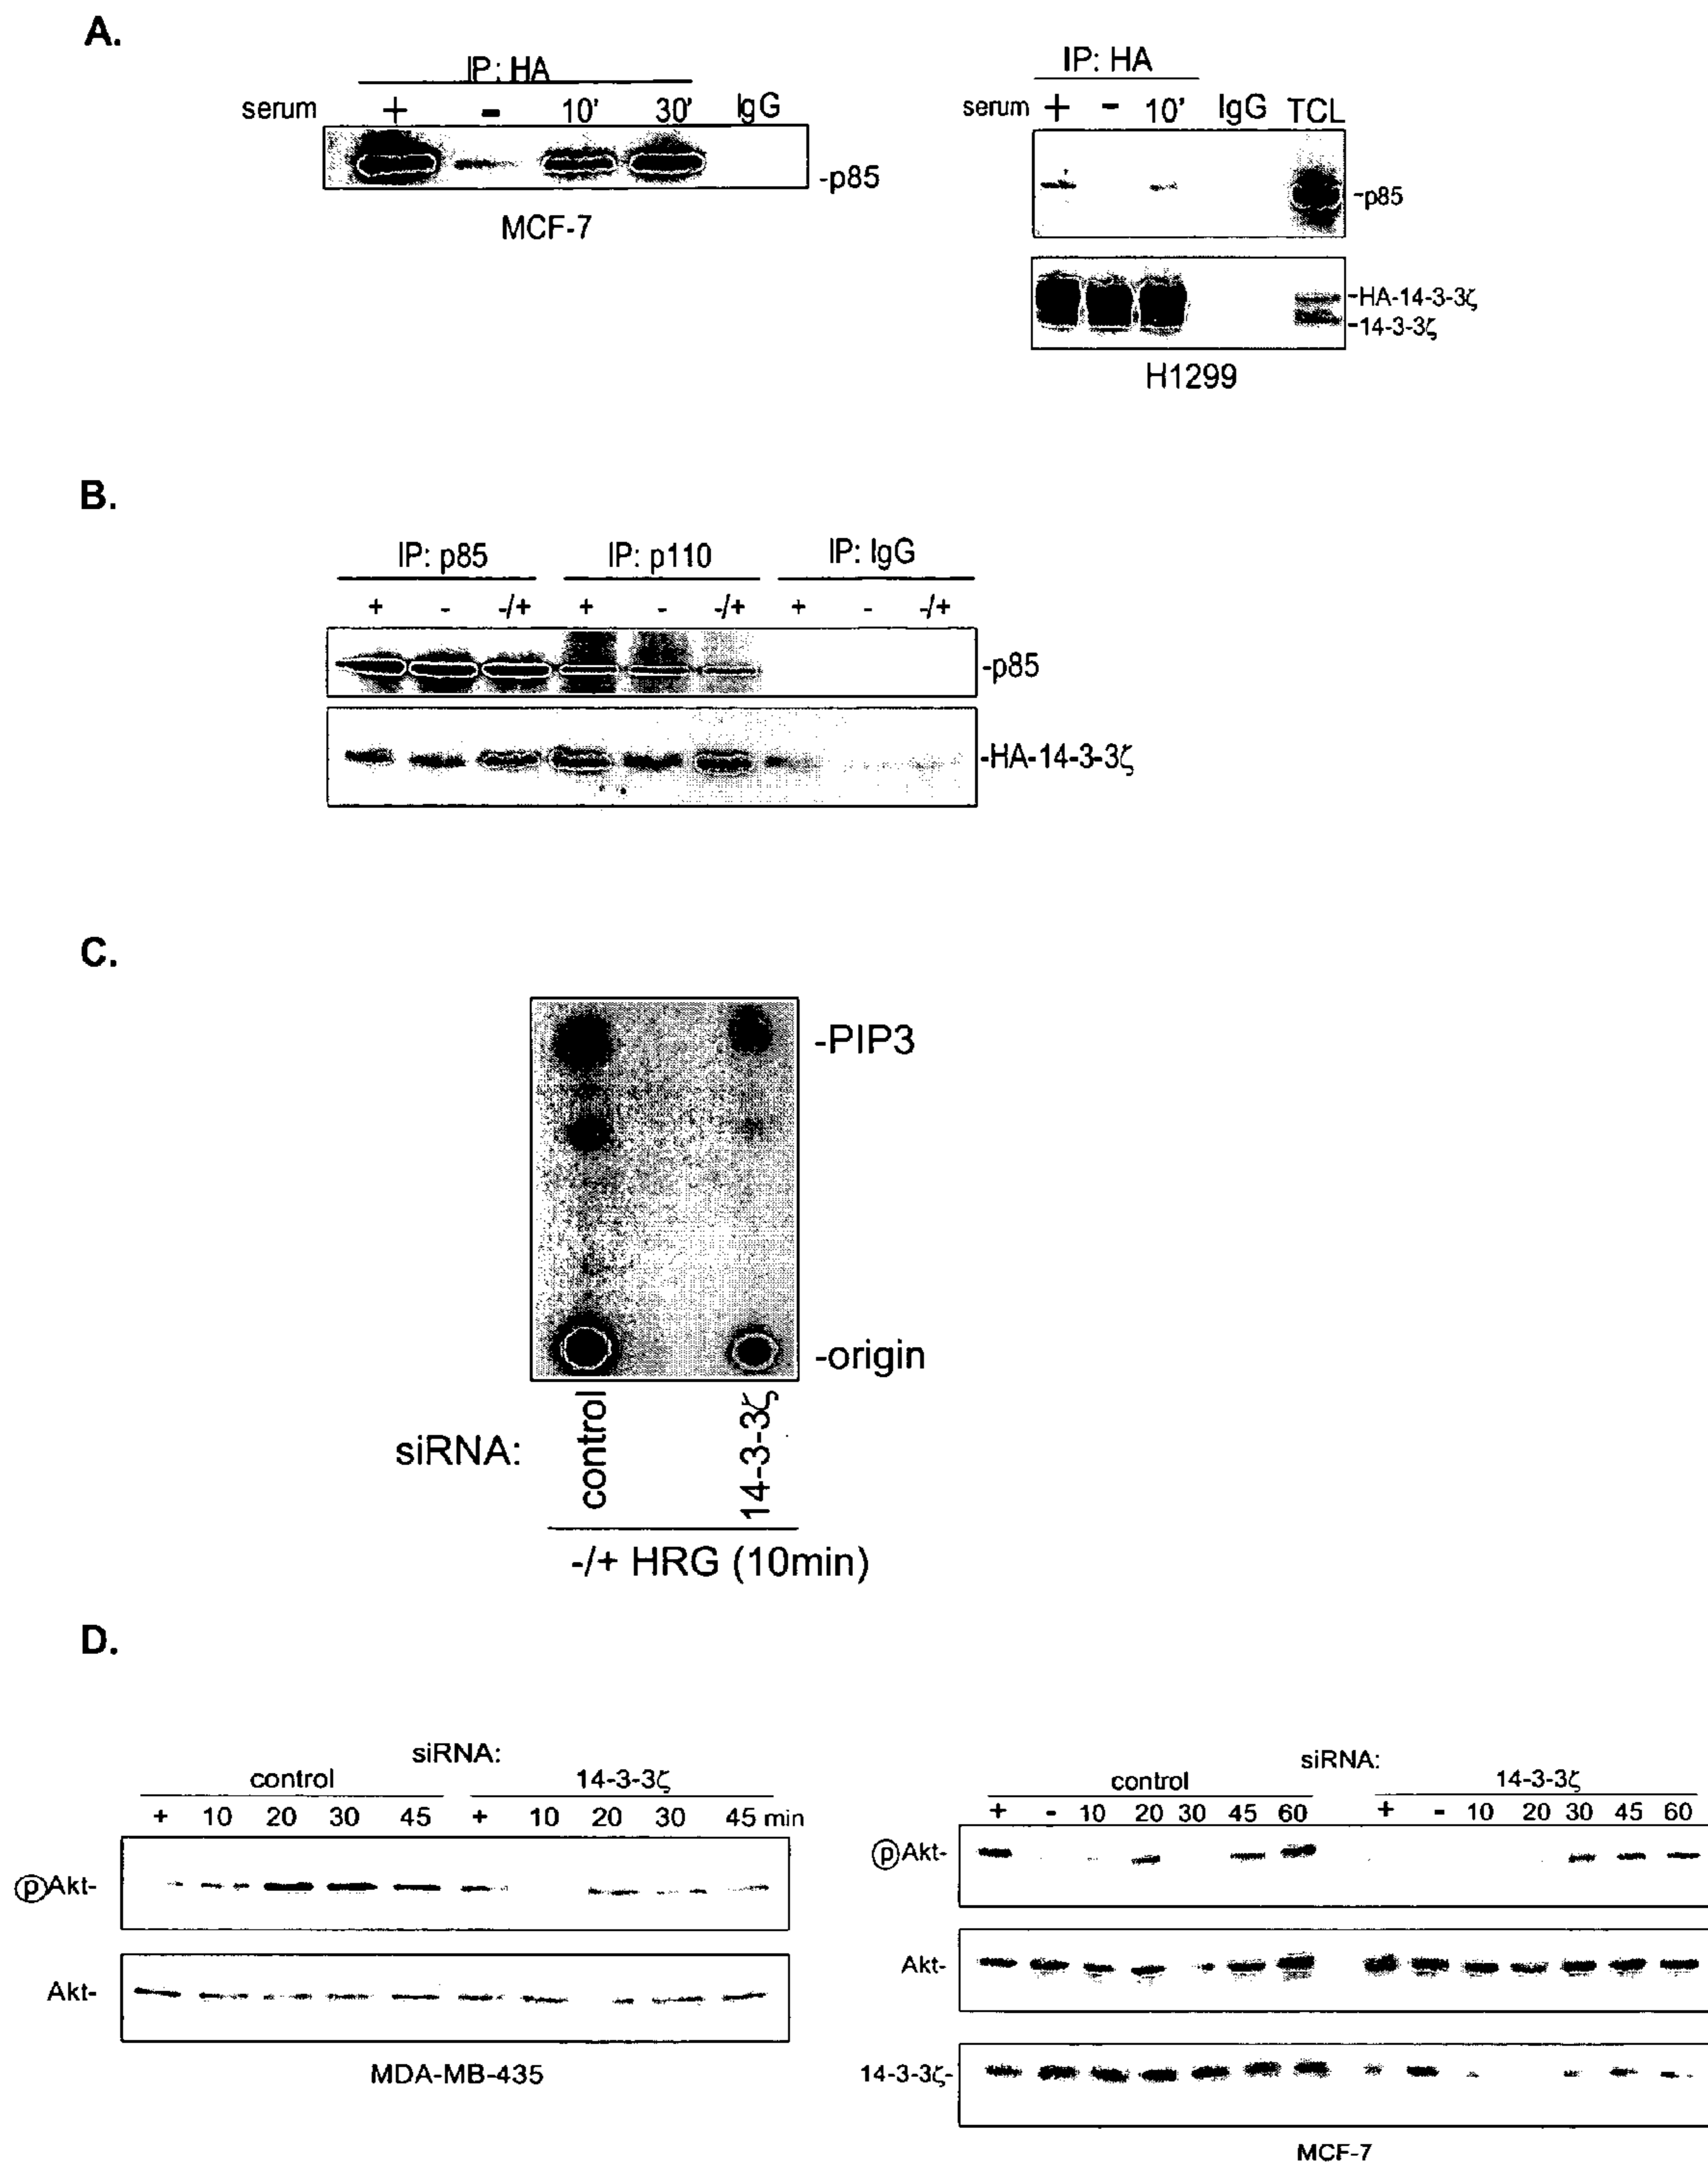 A.
IP: HA
serum + - 10' 30' IgG
-p85
MCF-7
IP: HA
serum + - 10' IgG TCL
-p85
-HA-14-3-3ζ
-14-3-3ζ
H1299
B.
IP: p85 IP: p110 IP: IgG
+ - -/+ + - -/+ + - -/+
-p85
-HA-14-3-3ζ
C.
-PIP3
-origin
siRNA: control 14-3-3ζ
-/+ HRG (10min)
D.
siRNA:
control 14-3-3ζ
+ 10 20 30 45 + 10 20 30 45 min
ⓟAkt-
Akt-
MDA-MB-435
siRNA:
control 14-3-3ζ
+ - 10 20 30 45 60 + - 10 20 30 45 60
ⓟAkt-
Akt-
14-3-3ζ-
MCF-7